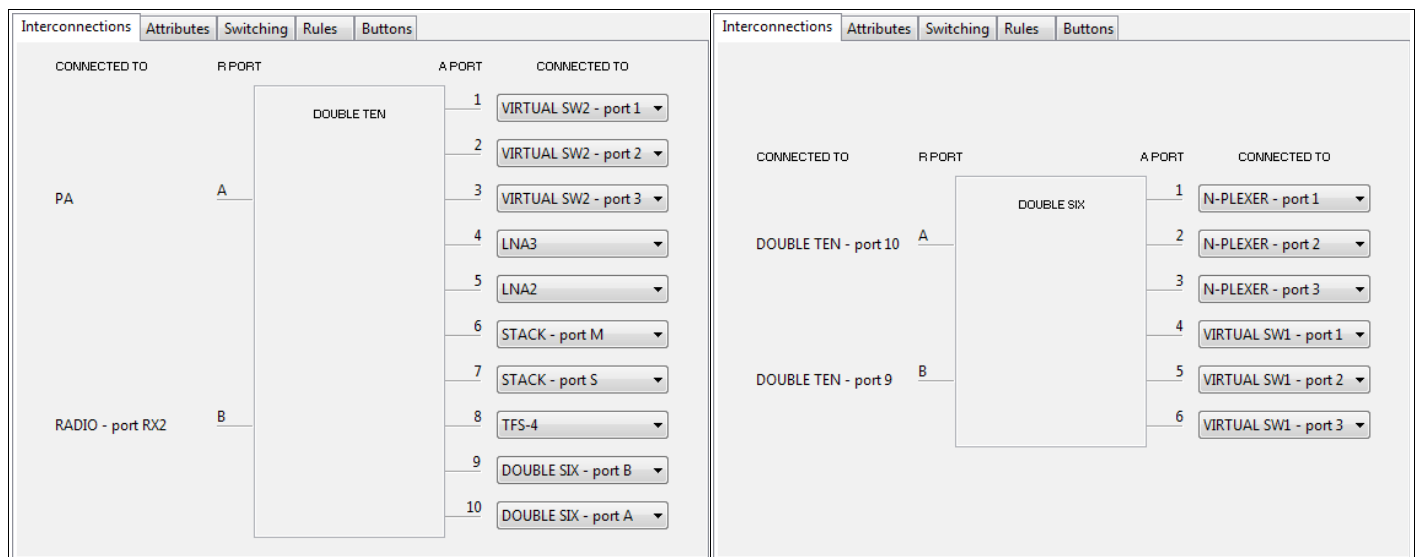 Interconnections Attributes Switching Rules Buttons
CONNECTED TO R PORT A PORT CONNECTED TO
DOUBLE TEN
1 VIRTUAL SW2 - port 1
2 VIRTUAL SW2 - port 2
PA A 3 VIRTUAL SW2 - port 3
4 LNA3
5 LNA2
6 STACK - port M
7 STACK - port S
RADIO - port RX2 B 8 TFS-4
9 DOUBLE SIX - port B
10 DOUBLE SIX - port A
Interconnections Attributes Switching Rules Buttons
CONNECTED TO R PORT A PORT CONNECTED TO
DOUBLE SIX
1 N-PLEXER - port 1
DOUBLE TEN - port 10 A 2 N-PLEXER - port 2
3 N-PLEXER - port 3
4 VIRTUAL SW1 - port 1
DOUBLE TEN - port 9 B 5 VIRTUAL SW1 - port 2
6 VIRTUAL SW1 - port 3